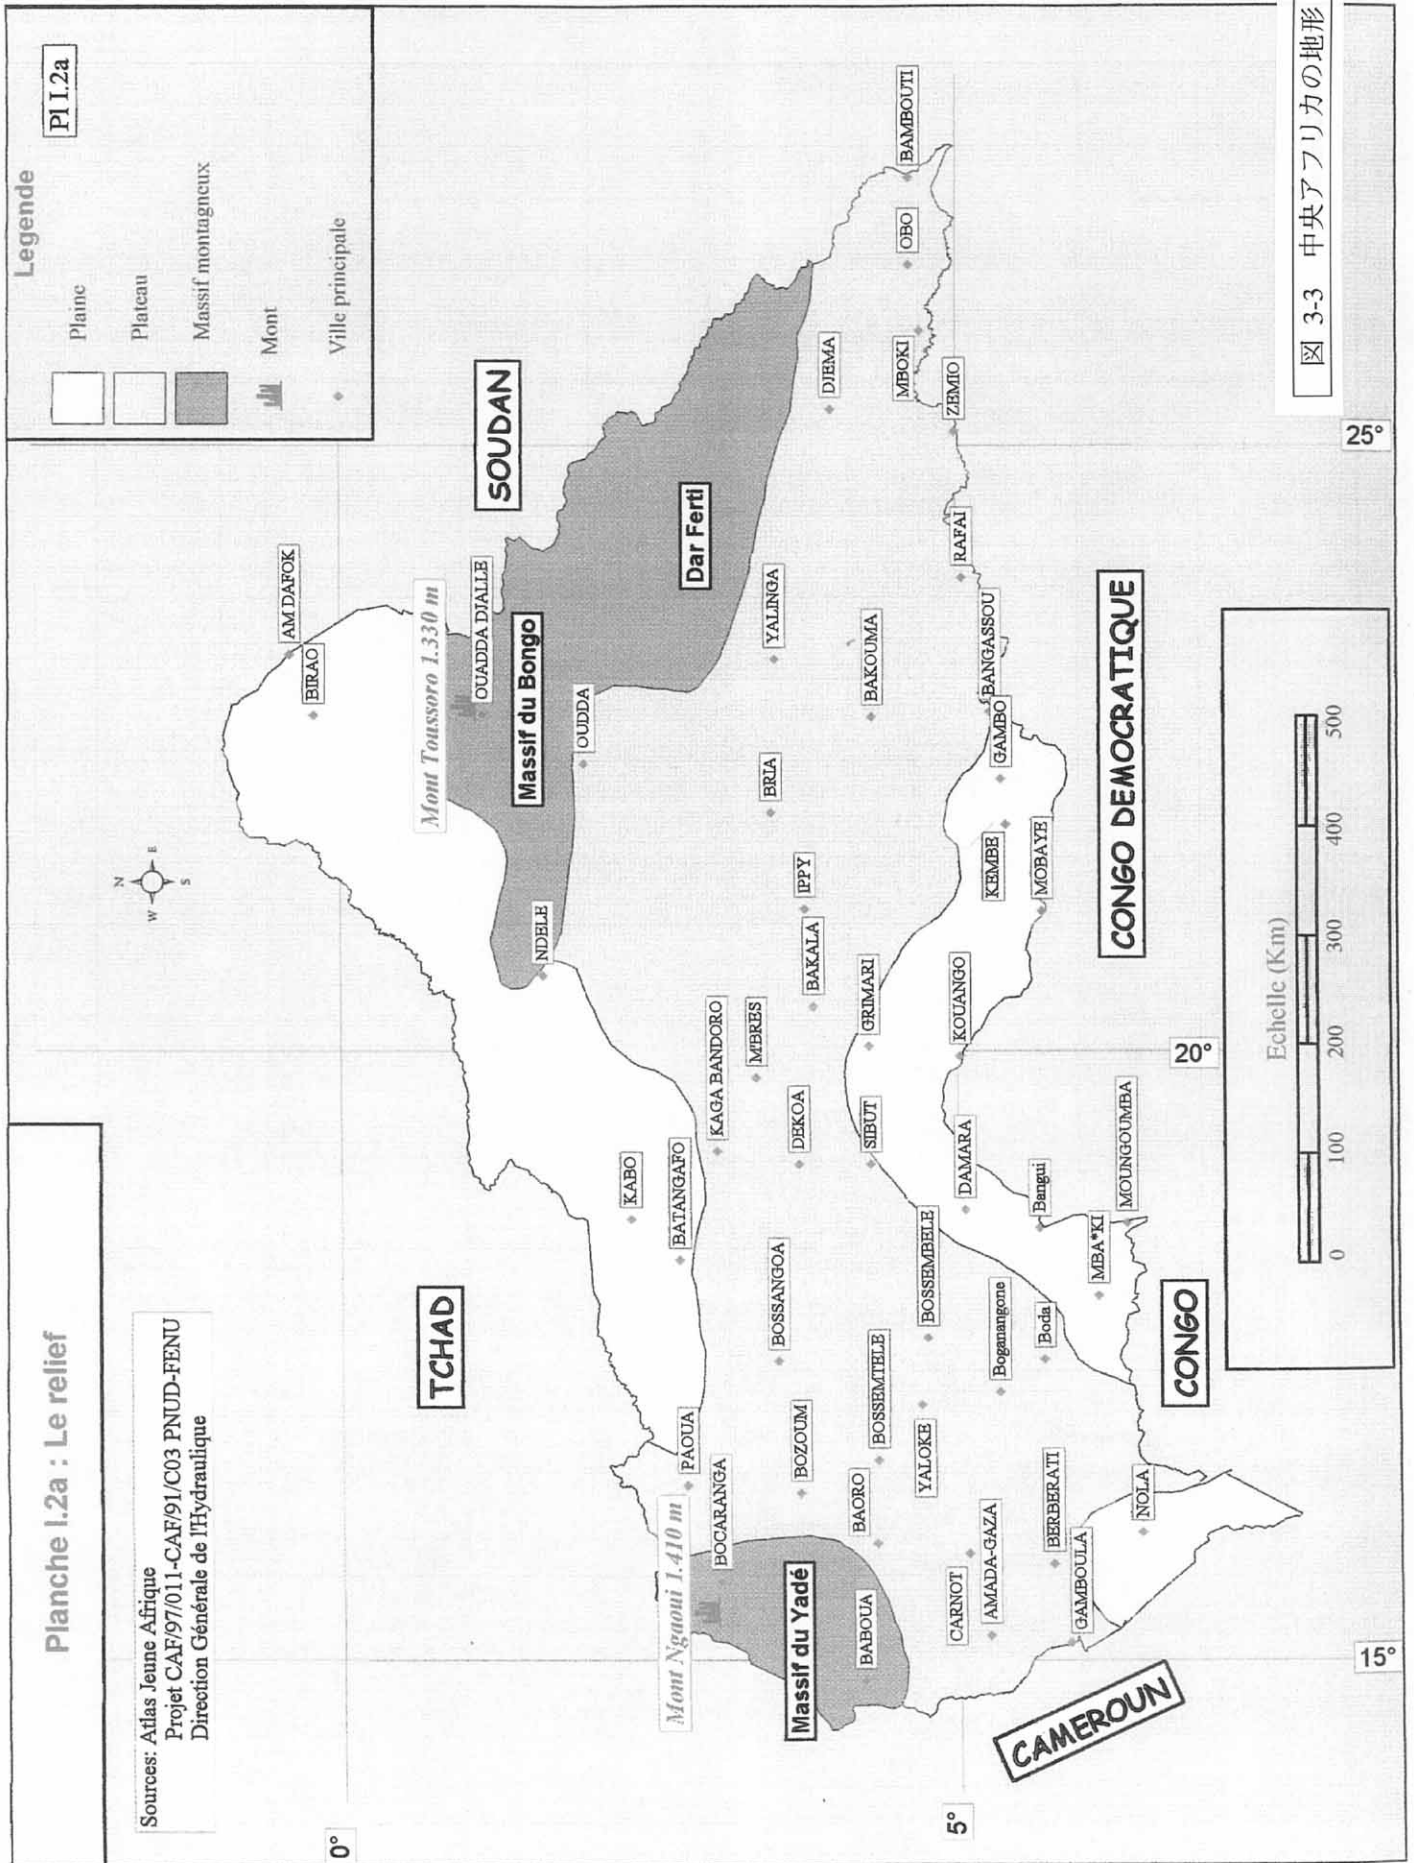 Planche I.2a : Le relief
Sources: Atlas Jeune Afrique
Projet CAF/97/011-CAF/91/C03 PNUD-FENU
Direction Générale de l'Hydraulique
Legende
Pl I.2a
Plaine
Plateau
Massif montagneux
Mont
Ville principale
N
W
E
S
0°
AM DAFOK
BIRAO
TCHAD
SOUDAN
Mont Toussoro 1.330 m
OUADDA DJALLE
Massif du Bongo
NDELE
OUDDA
Dar Ferti
KABO
BATANGAFO
KAGA BANDORO
PAOUA
Mont Ngaoui 1.410 m
BOCARANGA
M'BRES
YALINGA
BRIA
BOSSANGOA
DEKOA
IPPY
BAKALA
BOZOUM
DJEMA
Massif du Yadé
BAORO
BOSSEMTELE
SIBUT
GRIMARI
BAKOUMA
BABOUA
MBOKI
OBO
BAMBOUTI
YALOKE
BOSSEMBELE
5°
CARNOT
DAMARA
KOUANGO
RAFAI
ZEMIO
AMADA-GAZA
Boganangone
KEMBE
GAMBO
BANGASSOU
BERBERATI
Boda
Bangui
MOBAYE
GAMBOULA
MBA*KI
NOLA
MOUNGOUMBA
CAMEROUN
CONGO
CONGO DEMOCRATIQUE
15°
20°
25°
Echelle (Km)
0 100 200 300 400 500
図 3-3 中央アフリカの地形